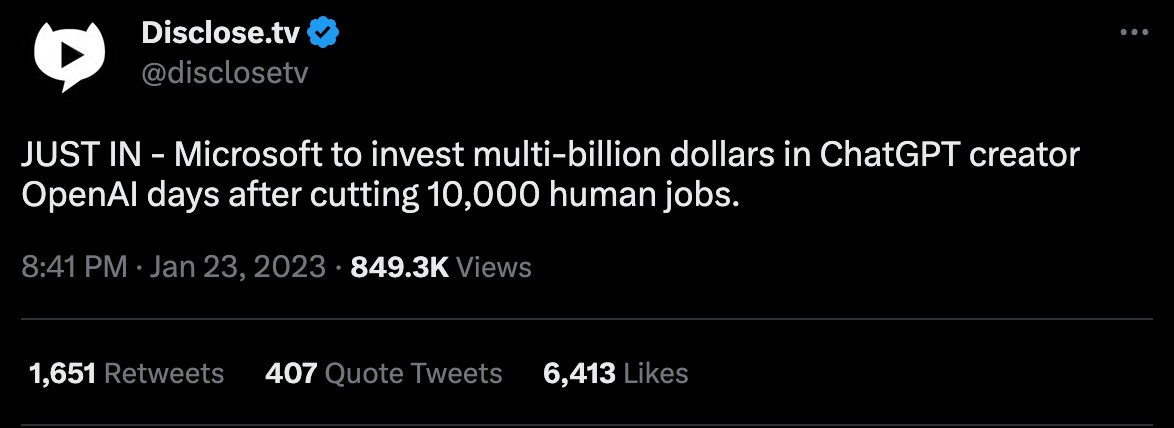 Disclose.tv
@disclosetv
JUST IN - Microsoft to invest multi-billion dollars in ChatGPT creator
OpenAI days after cutting 10,000 human jobs.
8:41 PM · Jan 23, 2023 · 849.3K Views
1,651 Retweets 407 Quote Tweets 6,413 Likes